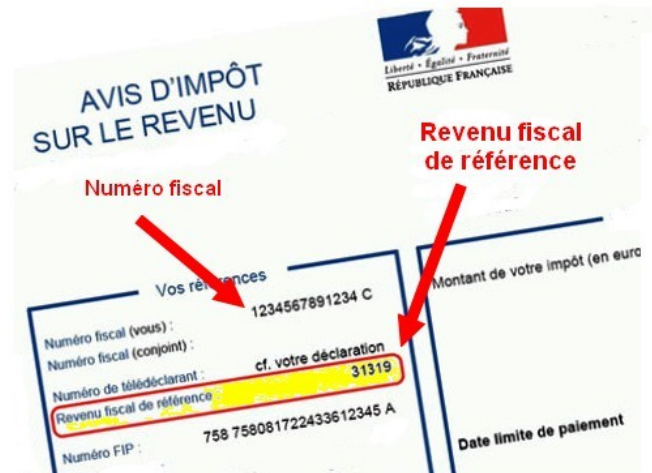 AVIS D'IMPÔT
SUR LE REVENU
Liberté • Égalité • Fraternité
RÉPUBLIQUE FRANÇAISE
Revenu fiscal
de référence
Numéro fiscal
Vos références
Numéro fiscal (vous) : 1234567891234 C
Numéro fiscal (conjoint) :
Numéro de télédéclarant : cf. votre déclaration
Revenu fiscal de référence 31319
Numéro FIP : 758 758081722433612345 A
Montant de votre impôt (en euro
Date limite de paiement